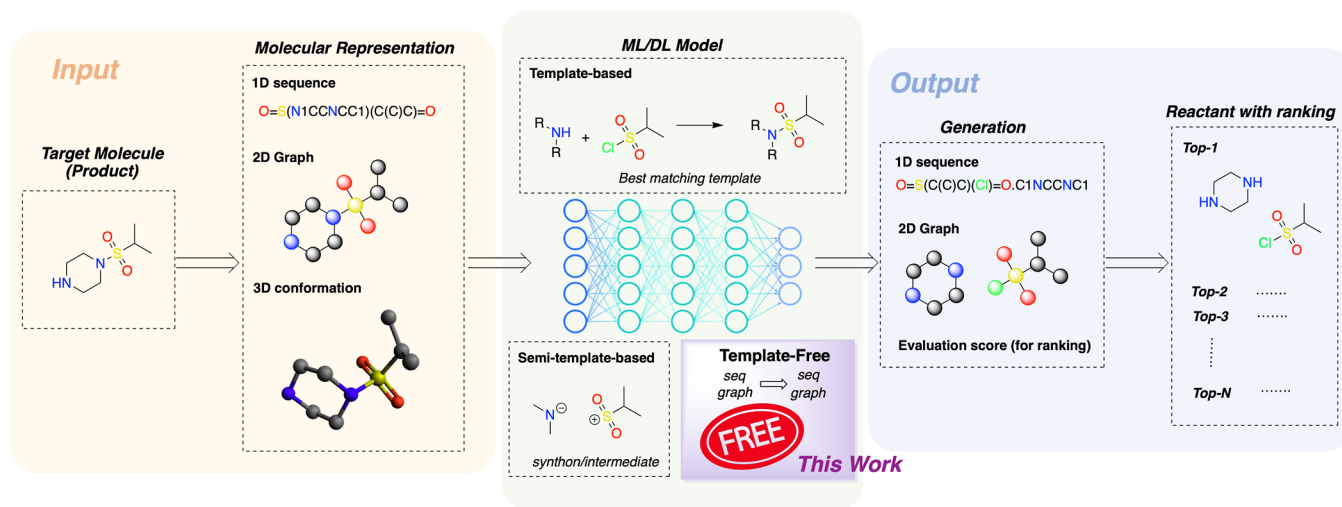 Input
Target Molecule
(Product)
HN
N
S
O
O
Molecular Representation
1D sequence
O=S(N1CCNCC1)(C(C)C)=O
2D Graph
3D conformation
ML/DL Model
Template-based
R
NH
R
+
O
S
O
Cl
R
N
R
O
S
O
Best matching template
Semi-template-based
N
O
S
O
synthon/intermediate
Template-Free
seq seq
graph graph
FREE
This Work
Output
Generation
1D sequence
O=S(C(C)C)(Cl)=O.C1NCCNC1
2D Graph
Evaluation score (for ranking)
Reactant with ranking
Top-1
NH
HN
O
S
O
Cl
Top-2 .......
Top-3 .......
Top-N .......